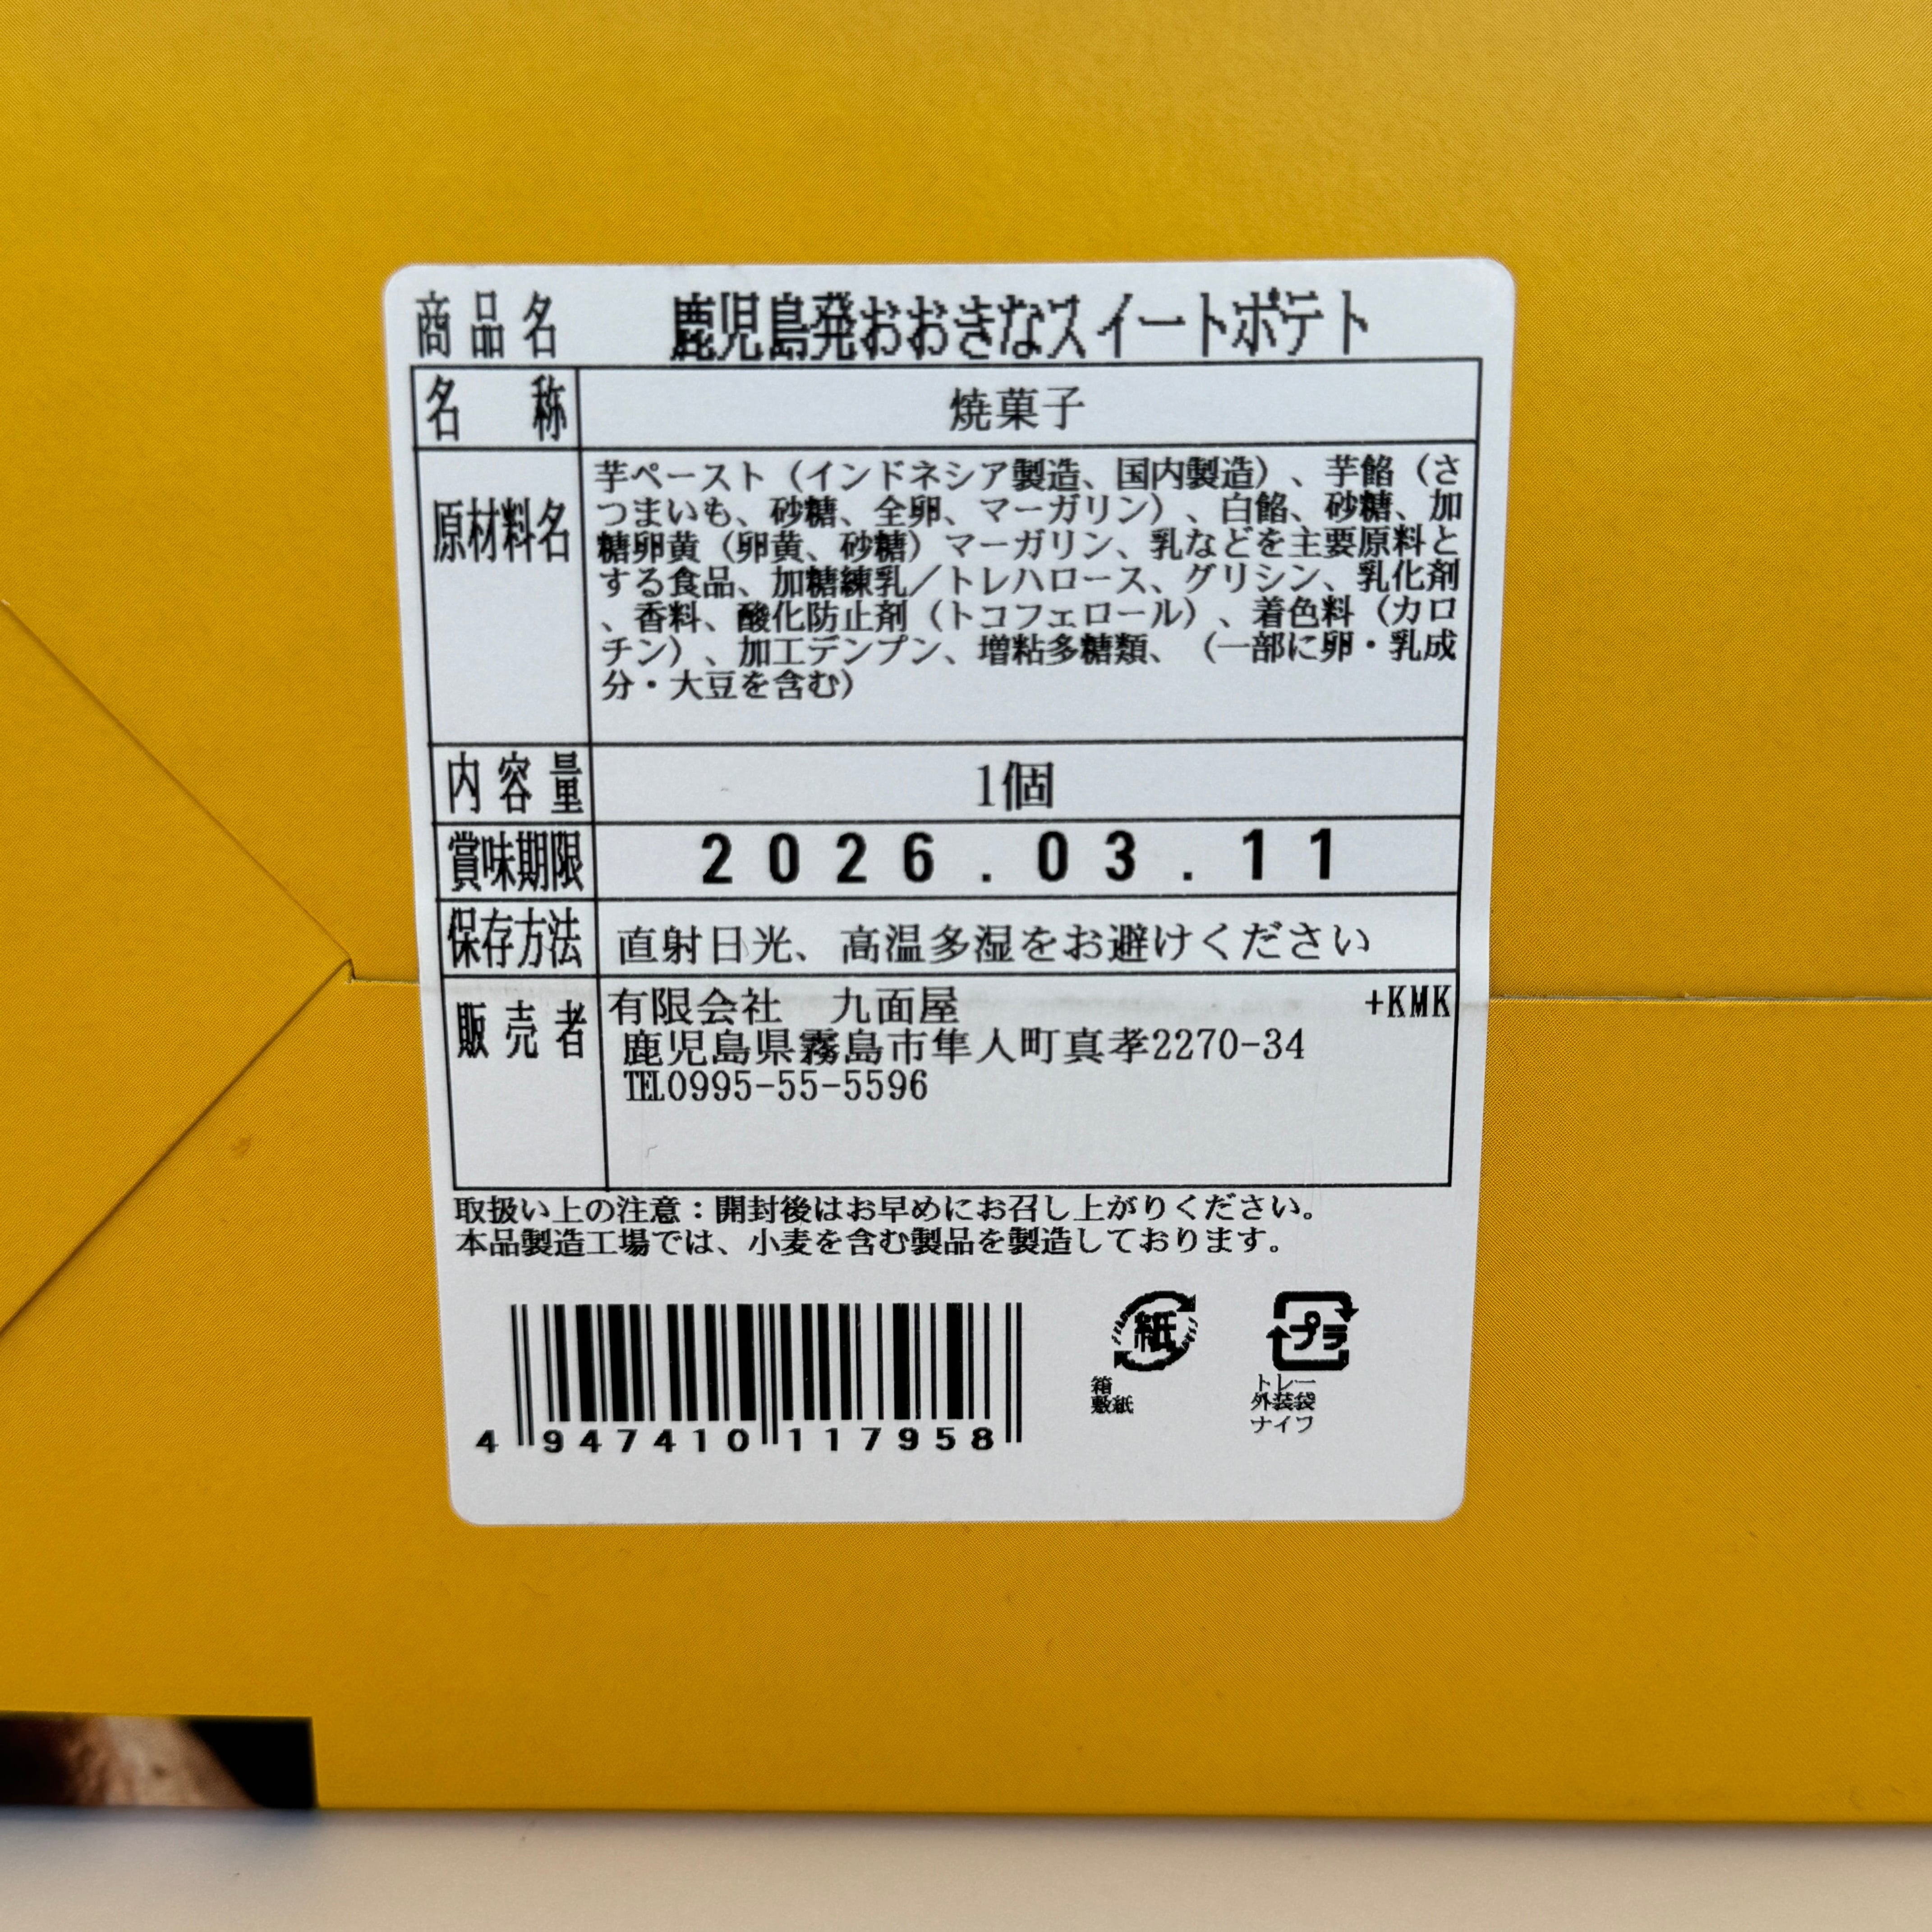 商品名 鹿児島発おおきなスイートポテト
名称 焼菓子
原材料名 芋ペースト（インドネシア製造、国内製造）、芋餡（さ
つまいも、砂糖、全卵、マーガリン）、白餡、砂糖、加
糖卵黄（卵黄、砂糖）マーガリン、乳などを主要原料と
する食品、加糖練乳／トレハロース、グリシン、乳化剤
、香料、酸化防止剤（トコフェロール）、着色料（カロ
チン）、加工デンプン、増粘多糖類、（一部に卵・乳成
分・大豆を含む）
内容量 1個
賞味期限 2026.03.11
保存方法 直射日光、高温多湿をお避けください
販売者 有限会社　九面屋 +KMK
鹿児島県霧島市隼人町真孝2270-34
℡0995-55-5596
取扱い上の注意：開封後はお早めにお召し上がりください。
本品製造工場では、小麦を含む製品を製造しております。
紙 プラ
箱 トレー
敷紙 外装袋
ナイフ
4 947410 117958